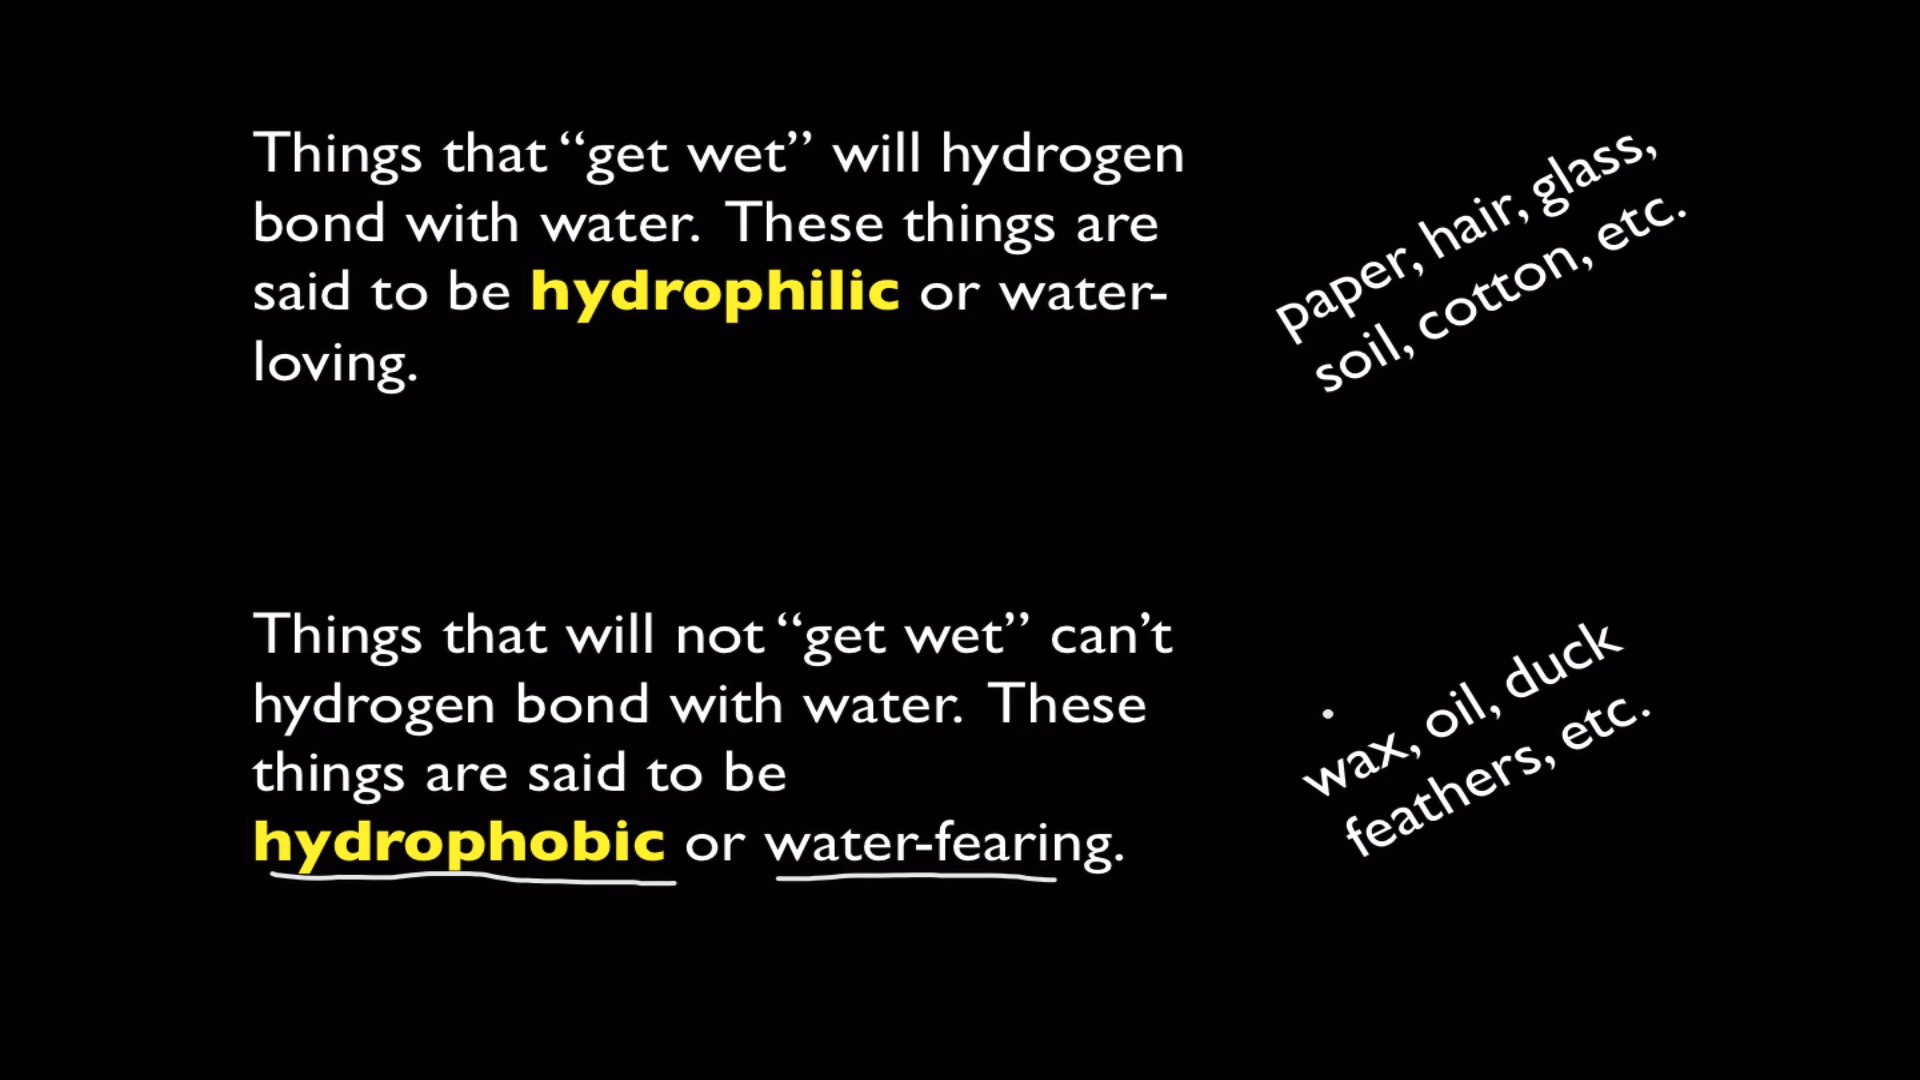 Things that “get wet” will hydrogen
bond with water. These things are
said to be hydrophilic or water-
loving.
paper, hair, glass,
soil, cotton, etc.
Things that will not “get wet” can’t
hydrogen bond with water. These
things are said to be
hydrophobic or water-fearing.
wax, oil, duck
feathers, etc.